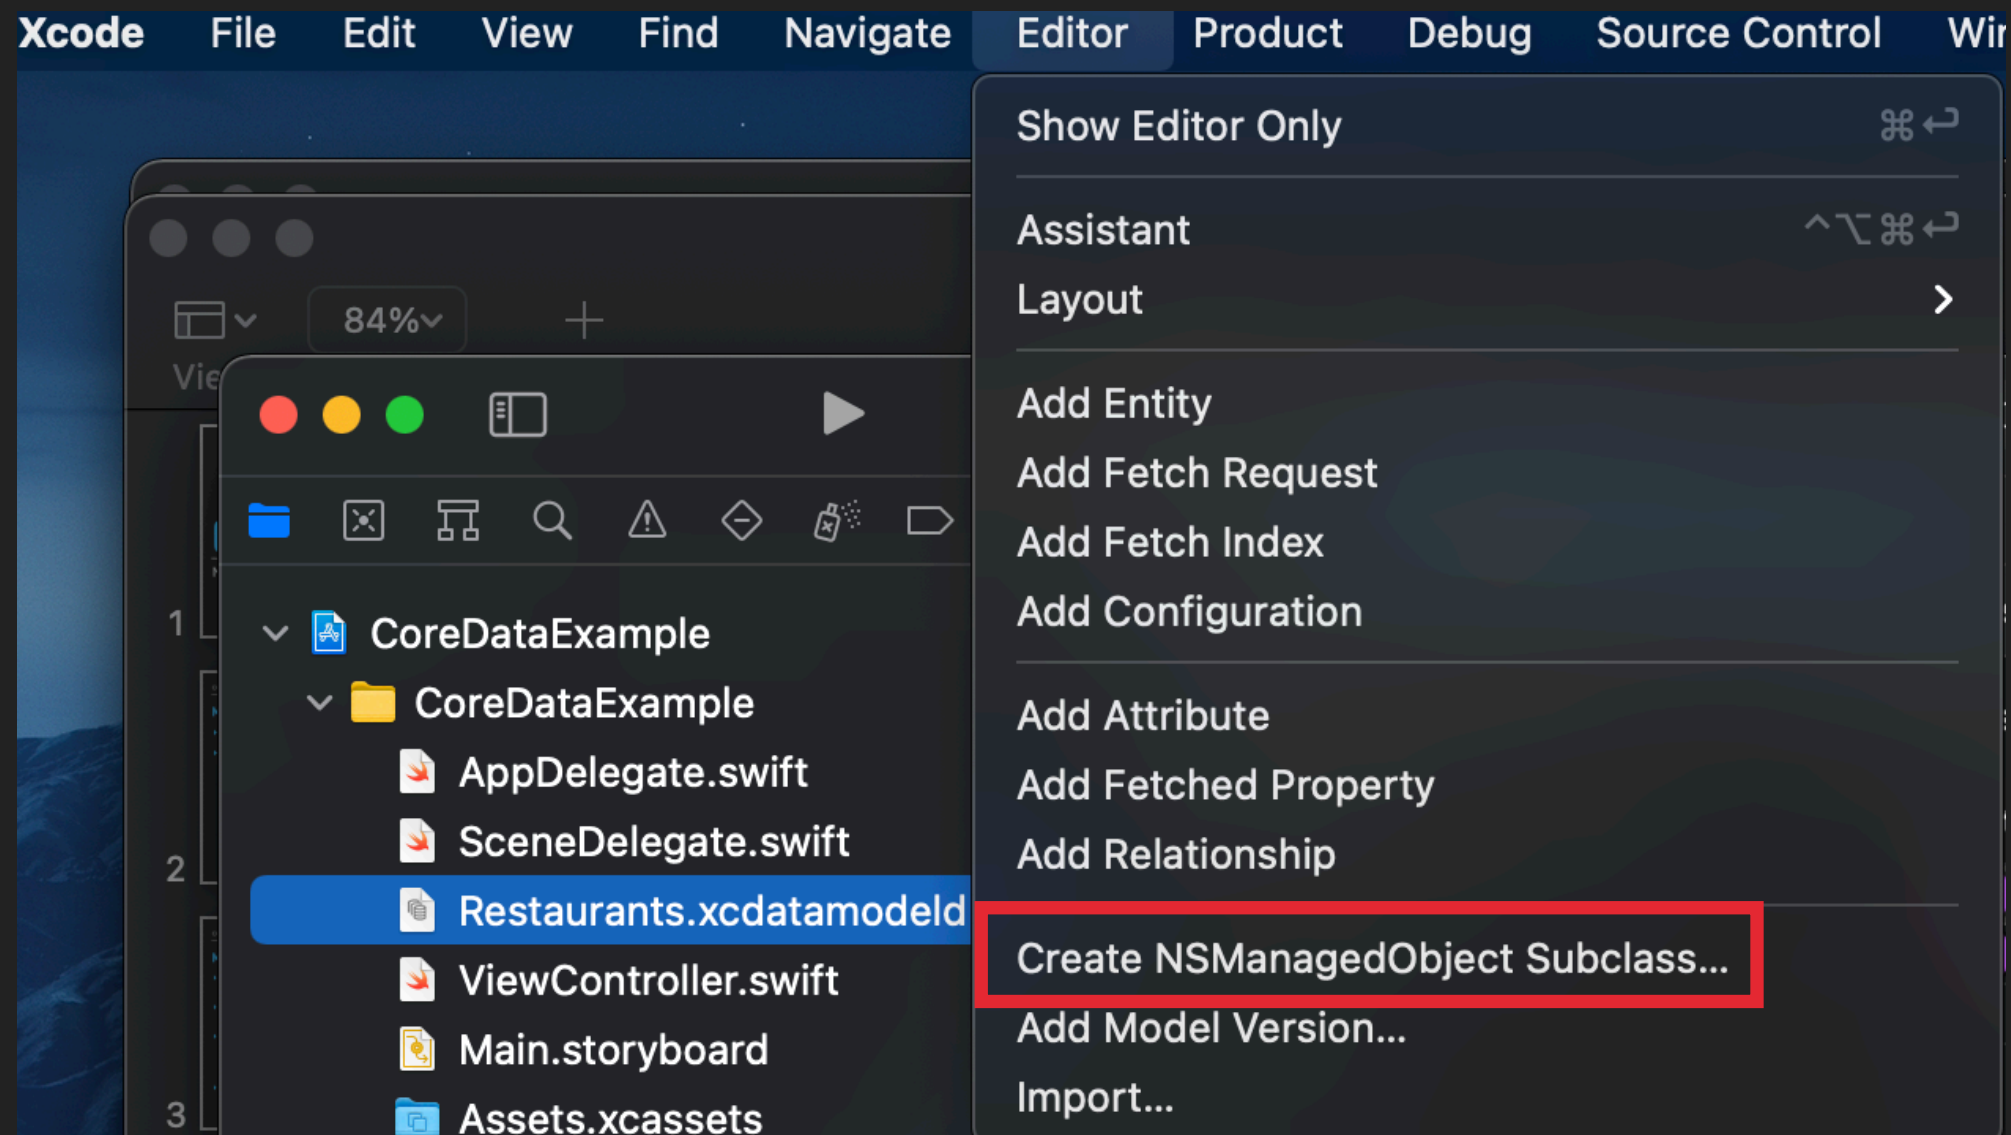 Xcode File Edit View Find Navigate Editor Product Debug Source Control
Show Editor Only ⌘↩
Assistant ^⌥⌘↩
Layout
Add Entity
Add Fetch Request
Add Fetch Index
Add Configuration
Add Attribute
Add Fetched Property
Add Relationship
Create NSManagedObject Subclass...
Add Model Version...
Import...
84%
1
2
3
CoreDataExample
CoreDataExample
AppDelegate.swift
SceneDelegate.swift
Restaurants.xcdatamodeld
ViewController.swift
Main.storyboard
Assets.xcassets